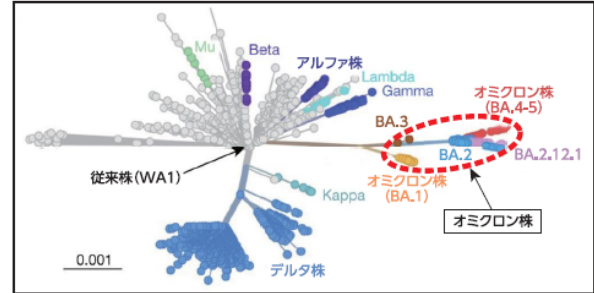 Mu
Beta
アルファ株
Lambda
Gamma
オミクロン株
(BA.4-5)
BA.3
BA.2
BA.2.12.1
従来株(WA1)
オミクロン株
(BA.1)
Kappa
オミクロン株
0.001
デルタ株